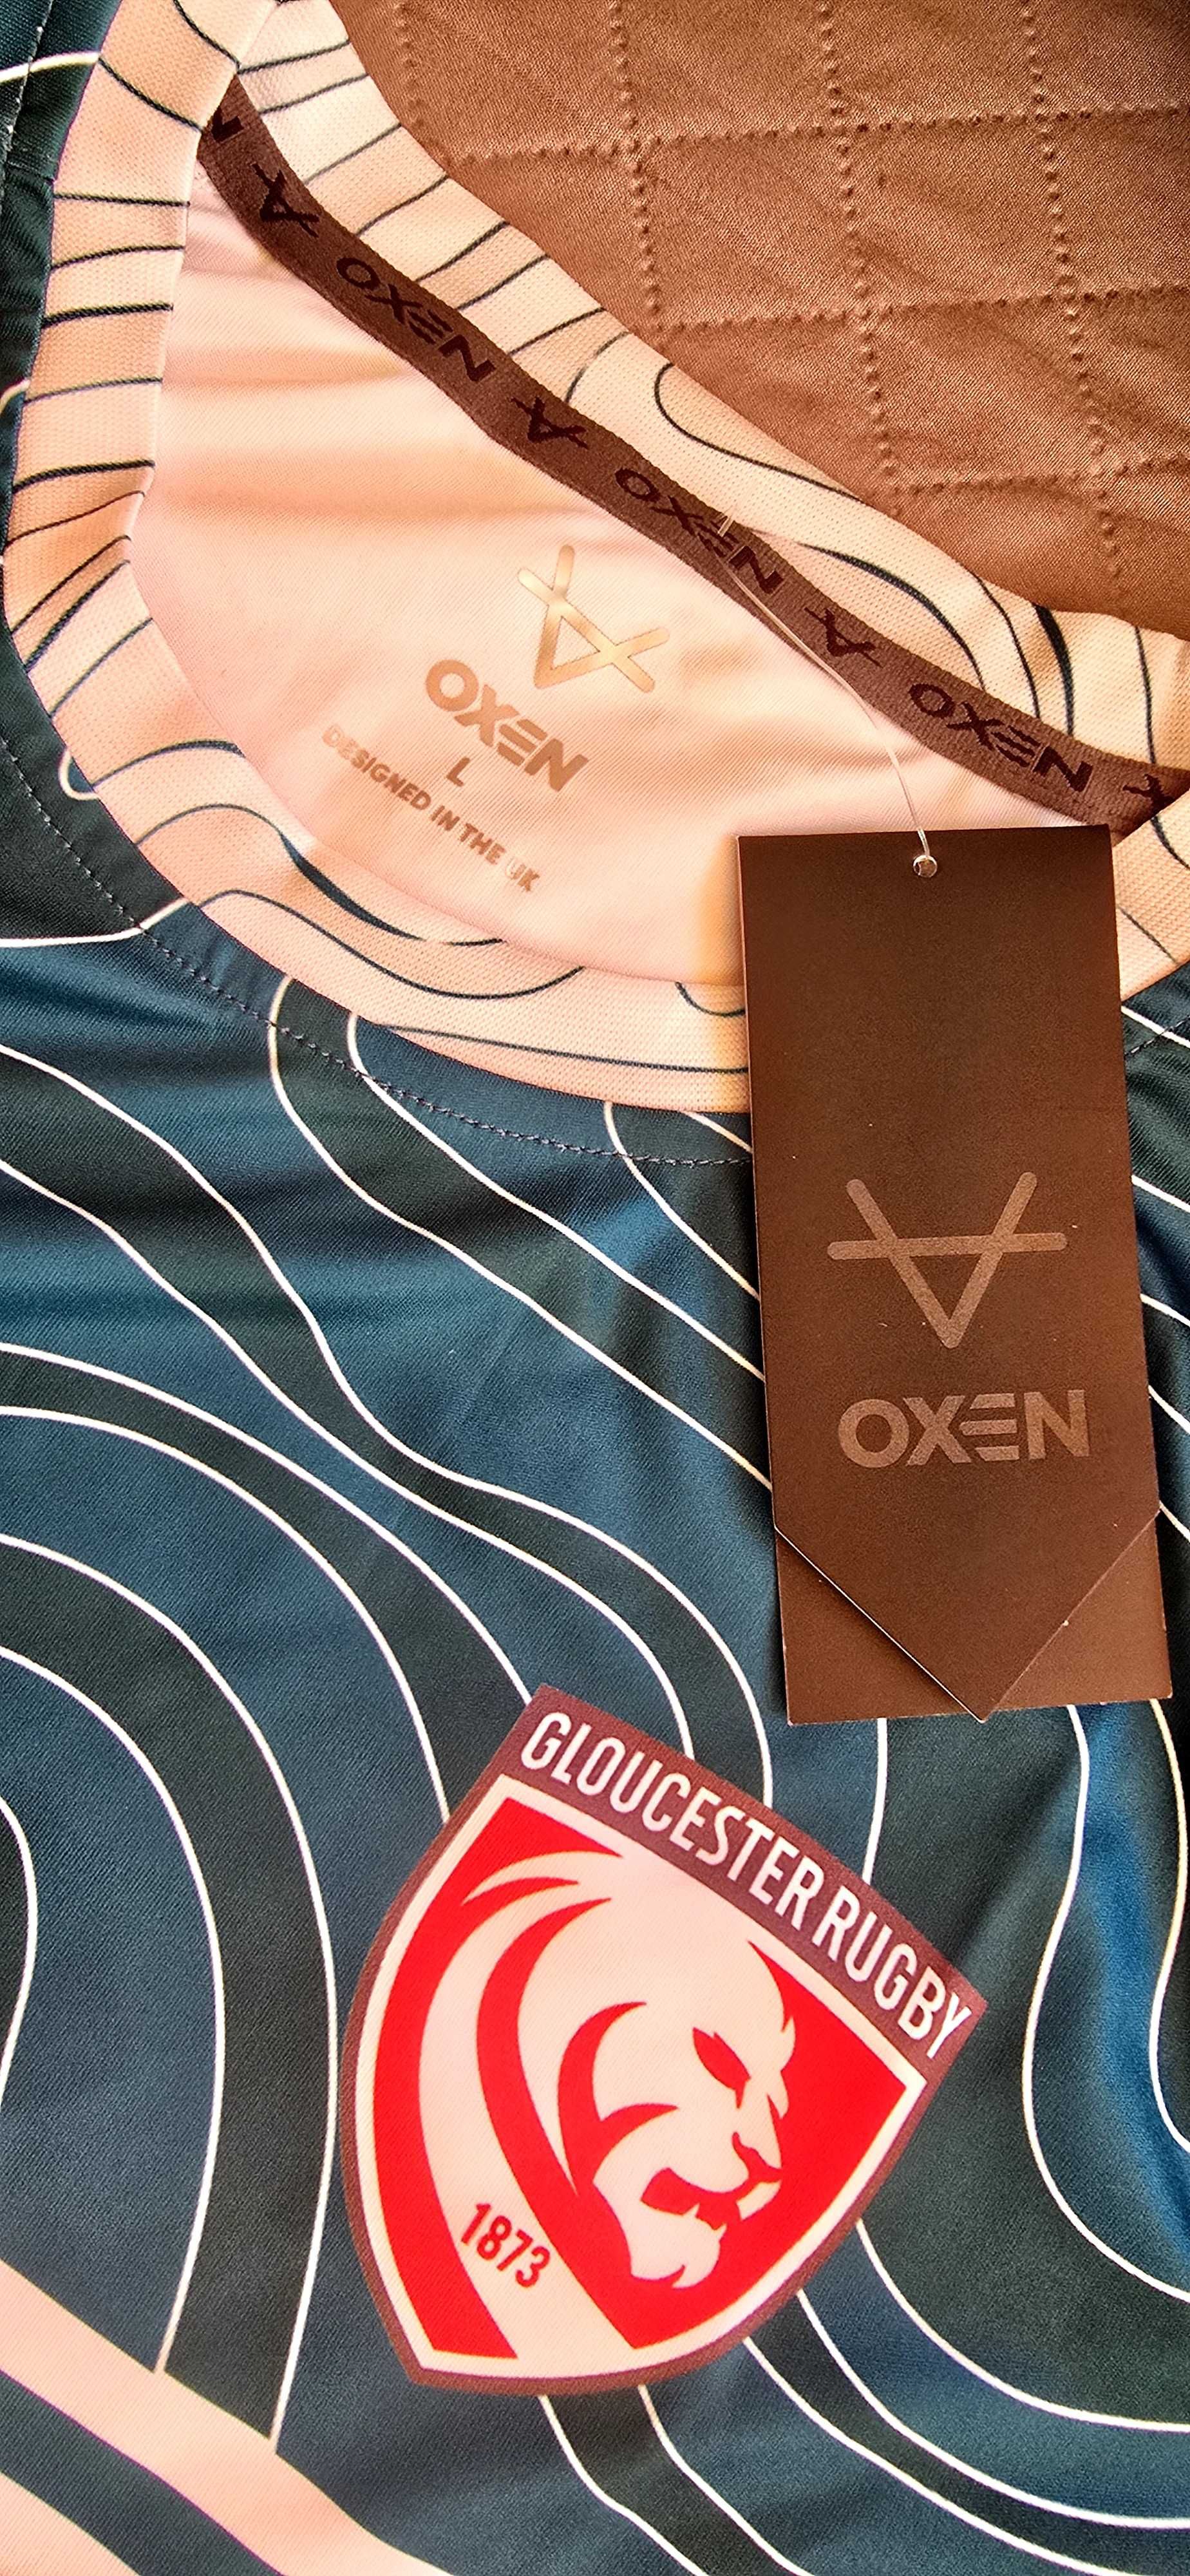 OXEN
OXEN
OXEN
OXEN
L
DESIGNED IN THE UK
OXEN
GLOUCESTER RUGBY
1873